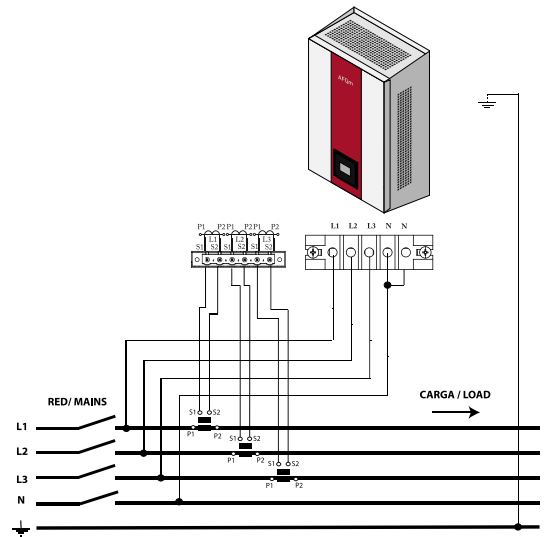 AFQm
P1 P2 P1 P2 P1 P2
L1 L2 L3
S1 S2 S1 S2 S1 S2
L1 L2 L3 N N
RED/ MAINS
CARGA / LOAD
L1
S1 S2
P1 P2
L2
S1 S2
P1 P2
L3
S1 S2
P1 P2
N